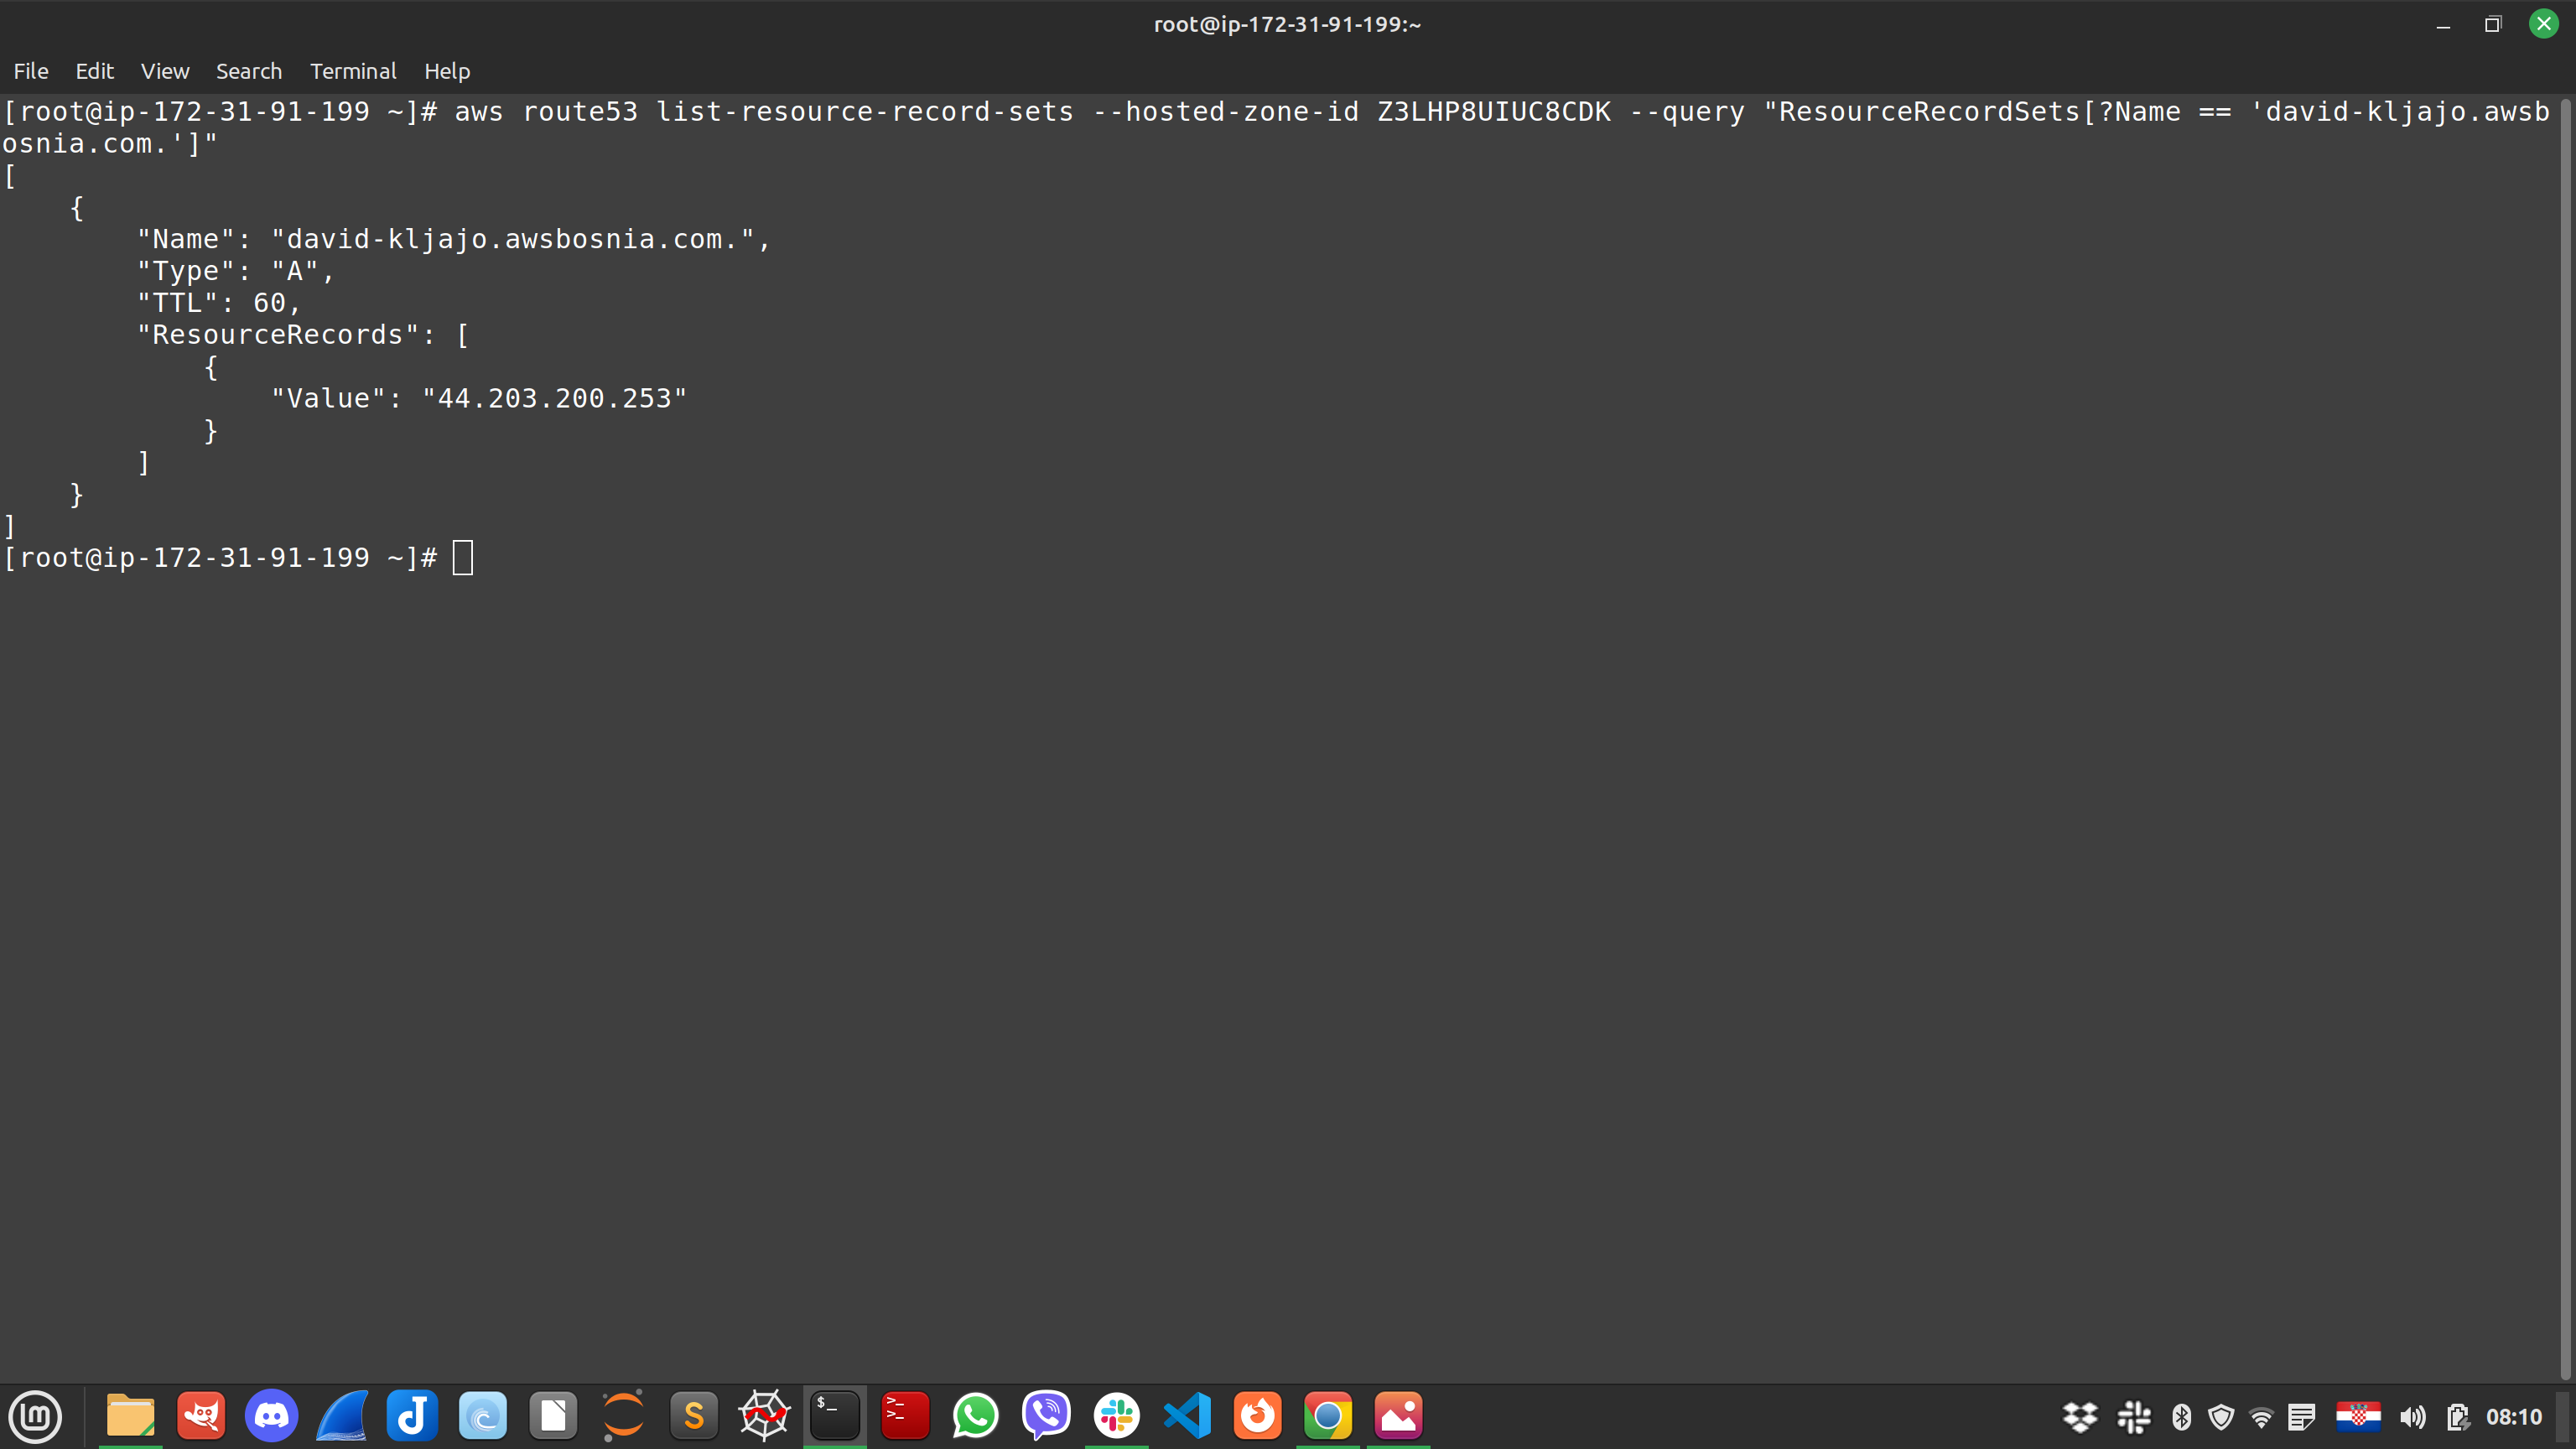 root@ip-172-31-91-199:~
File Edit View Search Terminal Help
[root@ip-172-31-91-199 ~]# aws route53 list-resource-record-sets --hosted-zone-id Z3LHP8UIUC8CDK --query "ResourceRecordSets[?Name == 'david-kljajo.awsb
osnia.com.']"
[
    {
        "Name": "david-kljajo.awsbosnia.com.",
        "Type": "A",
        "TTL": 60,
        "ResourceRecords": [
            {
                "Value": "44.203.200.253"
            }
        ]
    }
]
[root@ip-172-31-91-199 ~]#
08:10